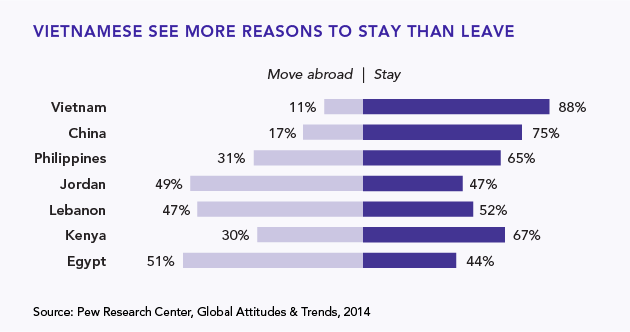 VIETNAMESE SEE MORE REASONS TO STAY THAN LEAVE
Move abroad | Stay
Vietnam 11% 88%
China 17% 75%
Philippines 31% 65%
Jordan 49% 47%
Lebanon 47% 52%
Kenya 30% 67%
Egypt 51% 44%
Source: Pew Research Center, Global Attitudes & Trends, 2014